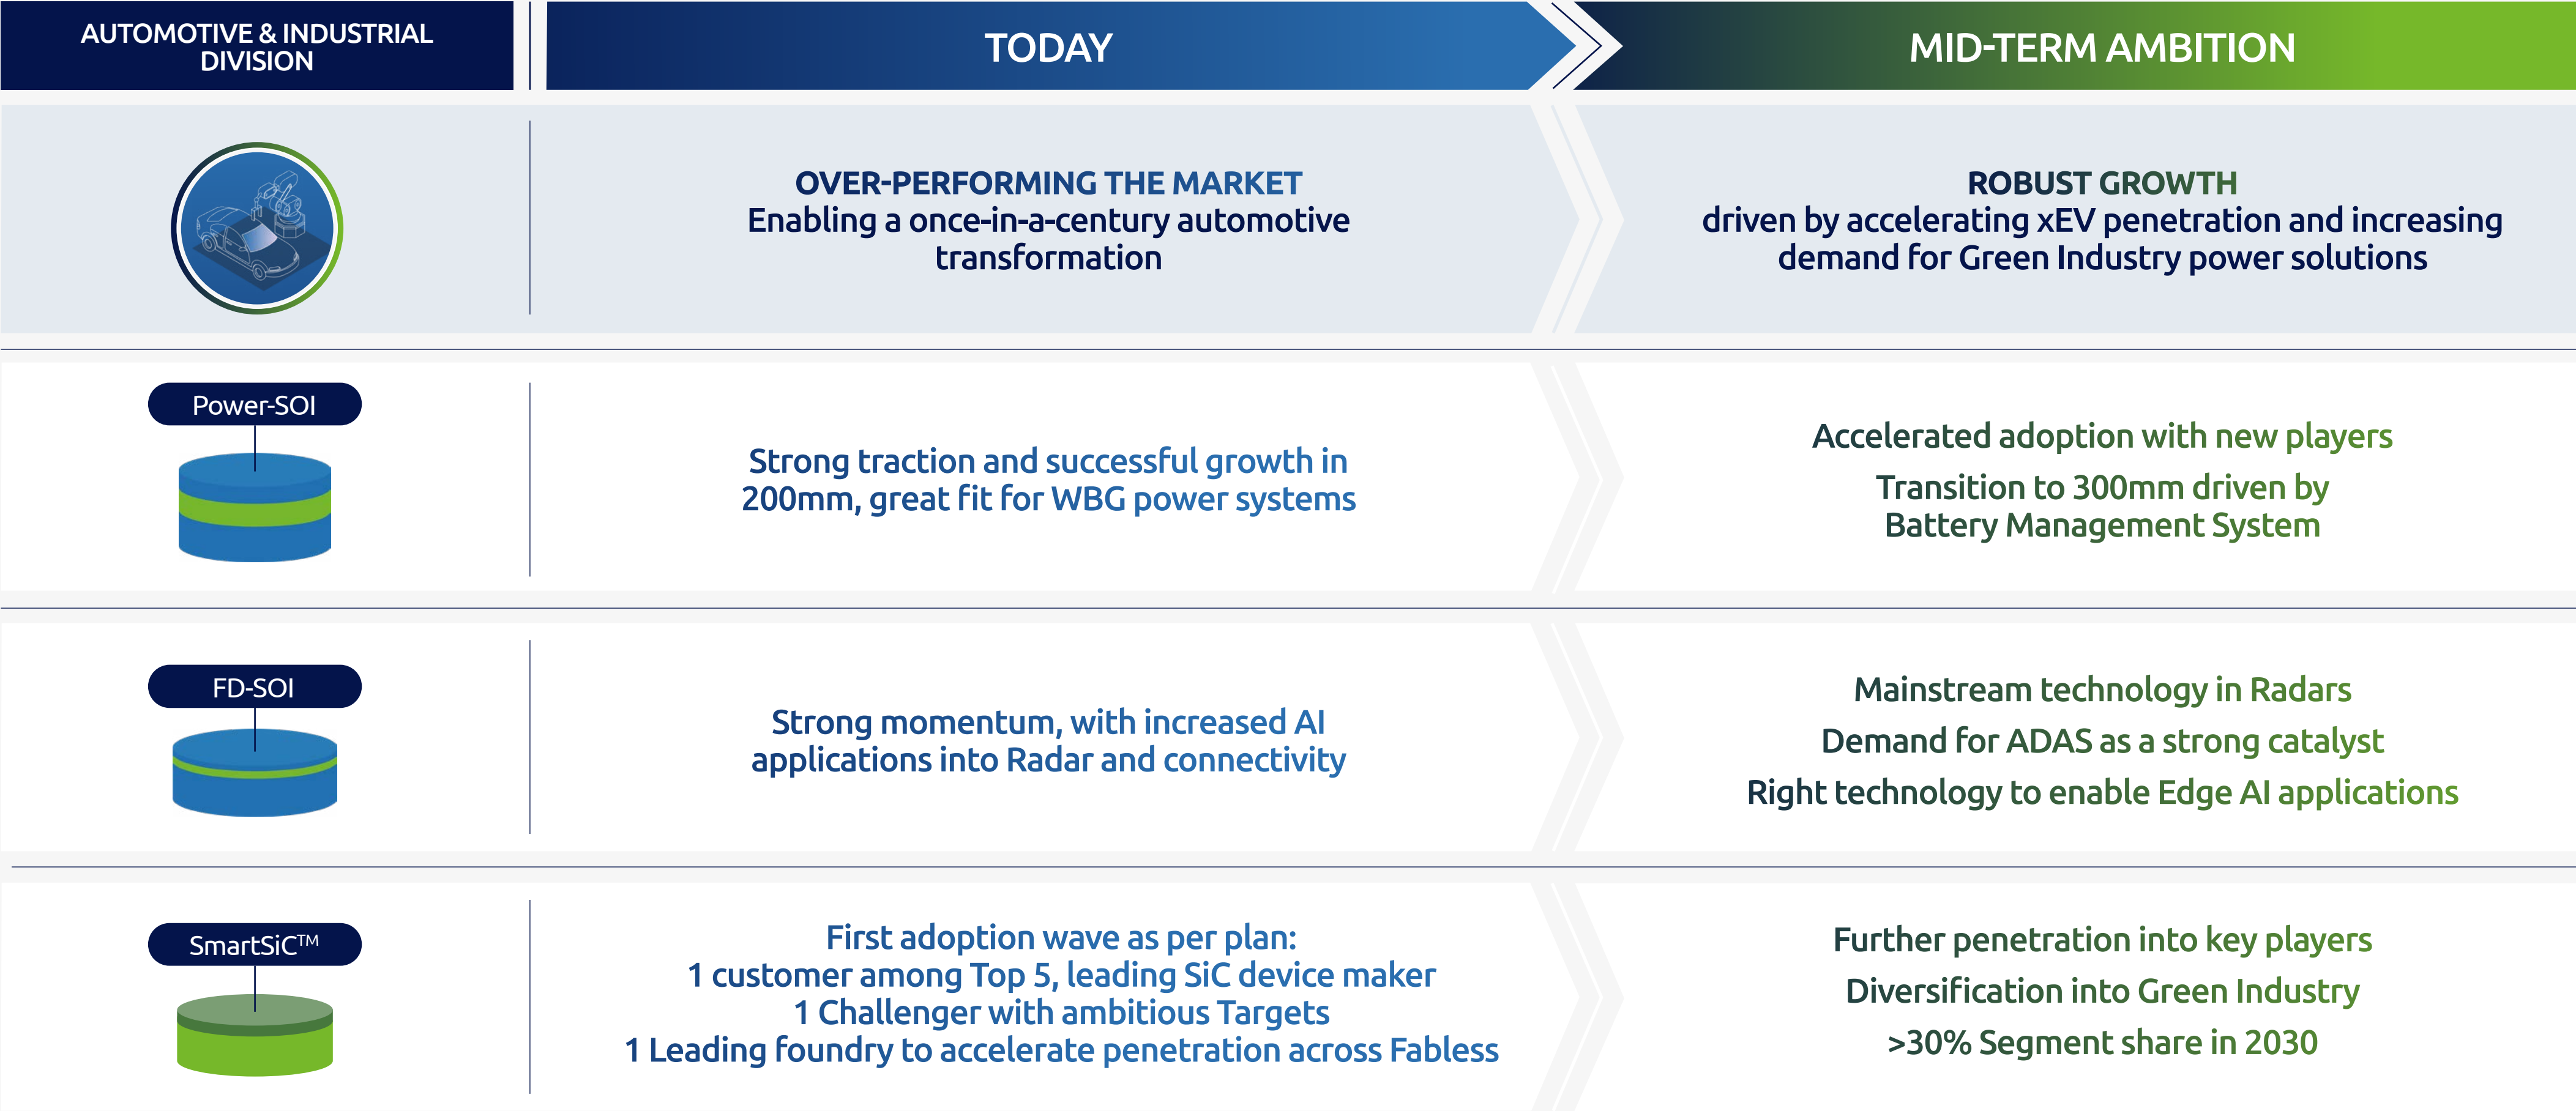 AUTOMOTIVE & INDUSTRIAL
DIVISION
TODAY
MID-TERM AMBITION
OVER-PERFORMING THE MARKET
Enabling a once-in-a-century automotive
transformation
ROBUST GROWTH
driven by accelerating xEV penetration and increasing
demand for Green Industry power solutions
Power-SOI
Strong traction and successful growth in
200mm, great fit for WBG power systems
Accelerated adoption with new players
Transition to 300mm driven by
Battery Management System
FD-SOI
Strong momentum, with increased AI
applications into Radar and connectivity
Mainstream technology in Radars
Demand for ADAS as a strong catalyst
Right technology to enable Edge AI applications
SmartSiC™
First adoption wave as per plan:
1 customer among Top 5, leading SiC device maker
1 Challenger with ambitious Targets
1 Leading foundry to accelerate penetration across Fabless
Further penetration into key players
Diversification into Green Industry
>30% Segment share in 2030